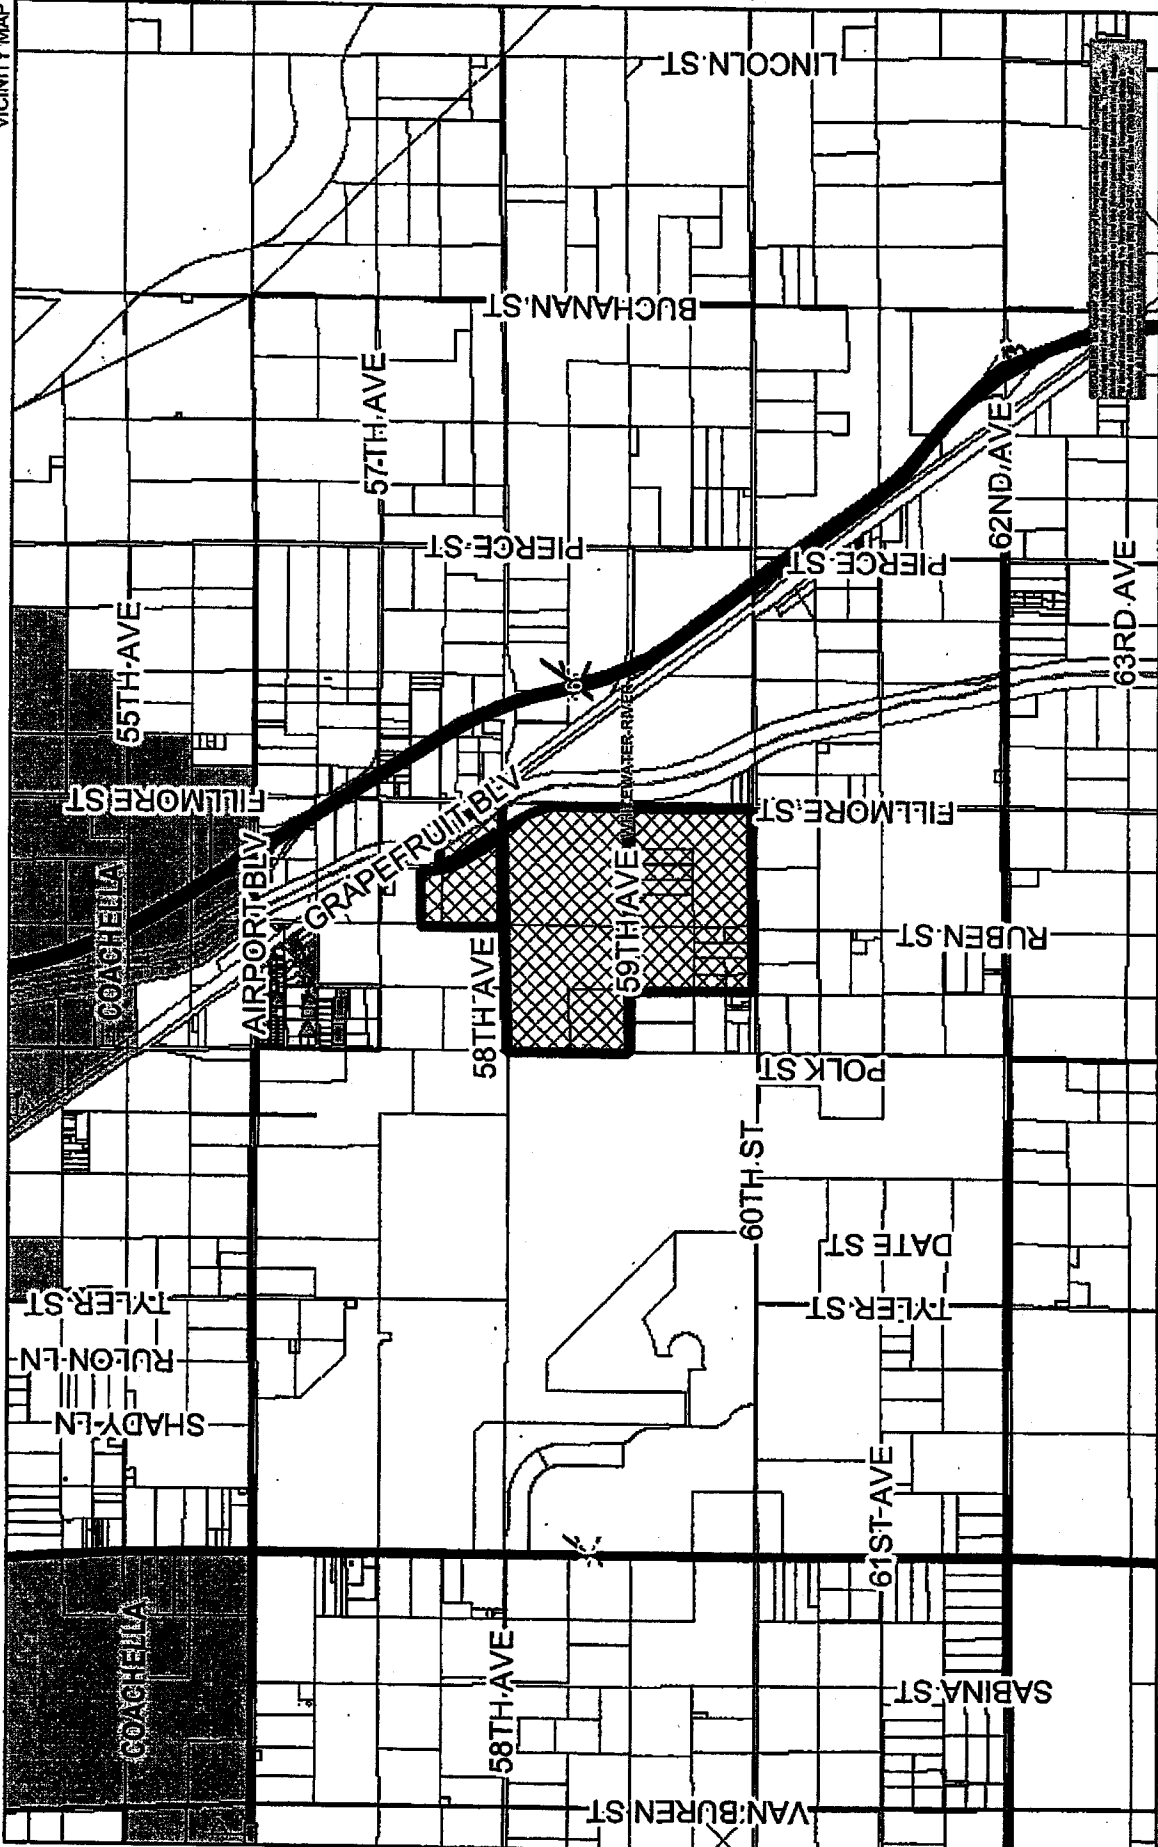 VICINITY MAP
LINCOLN ST
BUCHANAN ST
57TH AVE
PIERCE ST
PIERCE ST
62ND AVE
55TH AVE
63RD AVE
FILLMORE ST
COACHELLA
AIRPORT BLV
GRAPEFRUIT BLV
WHITEWATER RIVER
FILLMORE ST
58TH AVE
59TH AVE
RUBEN ST
POLK ST
60TH ST
DATE ST
TYLER ST
TYLER ST
RULON LN
SHADY LN
61ST AVE
COACHELLA
58TH AVE
SABINA ST
VAN BUREN ST